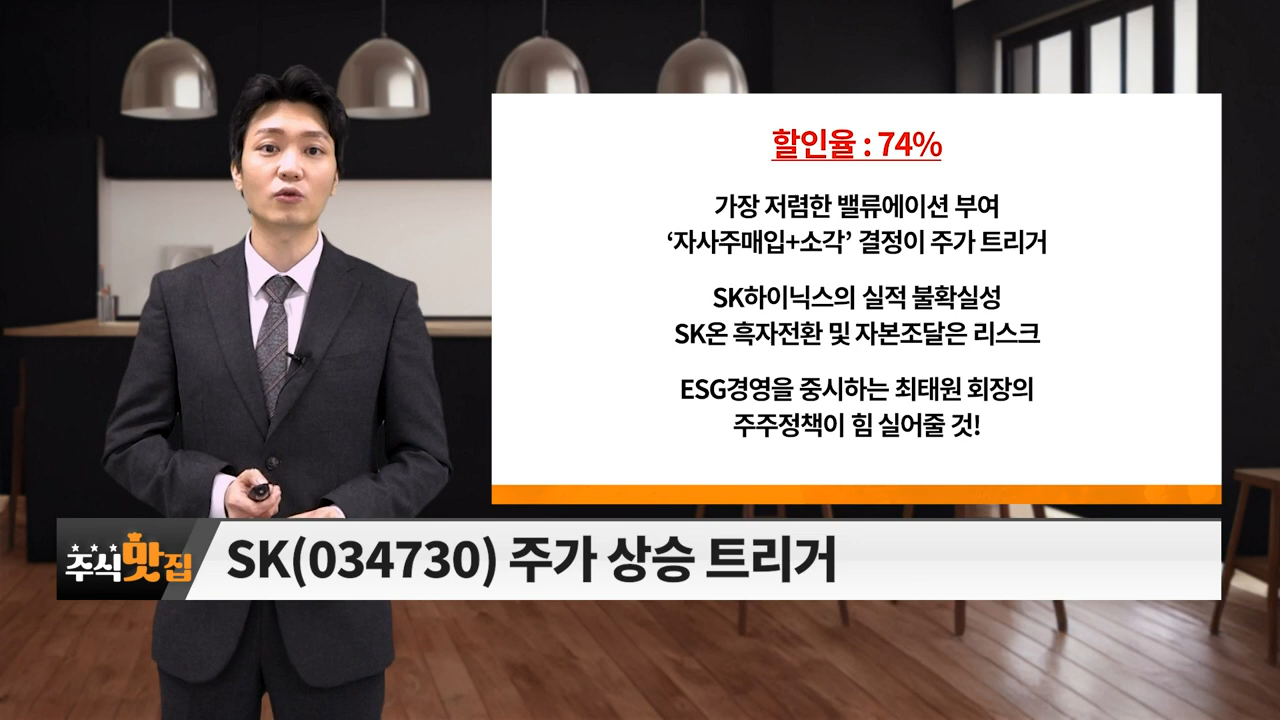 할인율 : 74%
가장 저렴한 밸류에이션 부여
‘자사주매입+소각’ 결정이 주가 트리거
SK하이닉스의 실적 불확실성
SK온 흑자전환 및 자본조달은 리스크
ESG경영을 중시하는 최태원 회장의
주주정책이 힘 실어줄 것!
주식맛집
SK(034730) 주가 상승 트리거